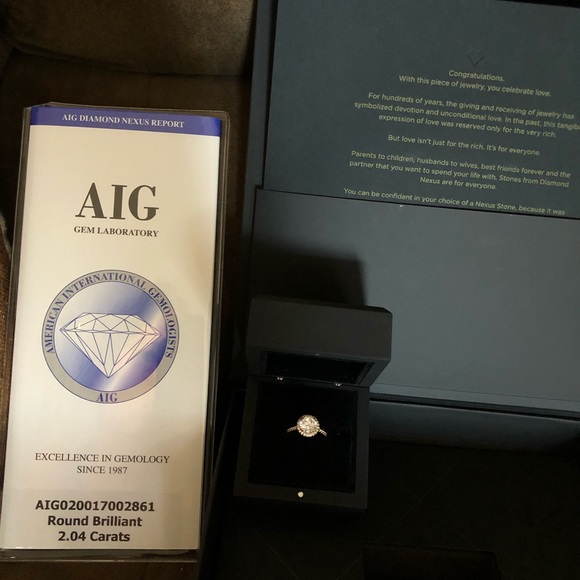 AIG DIAMOND NEXUS REPORT
AIG
GEM LABORATORY
AMERICAN INTERNATIONAL GEMOLOGISTS
AIG
EXCELLENCE IN GEMOLOGY
SINCE 1987
AIG020017002861
Round Brilliant
2.04 Carats
Congratulations.
With this piece of jewelry, you celebrate love.
For hundreds of years, the giving and receiving of jewelry has
symbolized devotion and unconditional love. In the past, this tangib
expression of love was reserved only for the very rich.
But love isn't just for the rich. It's for everyone.
Parents to children, husbands to wives, best friends forever and the
partner that you want to spend your life with. Stones from Diamond
Nexus are for everyone.
You can be confident in your choice of a Nexus Stone, because it was